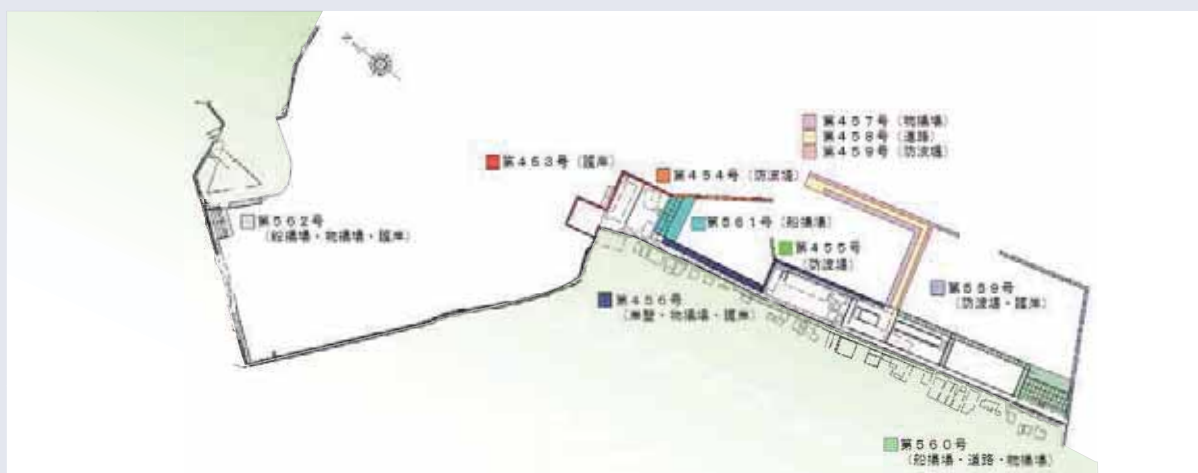 N
第457号(物揚場)
第458号(道路)
第459号(防波堤)
第453号(護岸)
第454号(防波堤)
第561号(船揚場)
第562号
(船揚場・物揚場・護岸)
第455号
(防波堤)
第456号
(岸壁・物揚場・護岸)
第559号
(防波堤・護岸)
第560号
(船揚場・道路・物揚場)